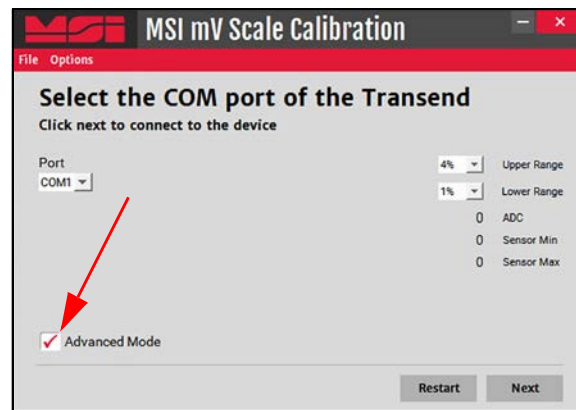 MSI MSI mV Scale Calibration
File Options
Select the COM port of the Transend
Click next to connect to the device
Port
COM1
4% Upper Range
1% Lower Range
0 ADC
0 Sensor Min
0 Sensor Max
Advanced Mode
Restart Next